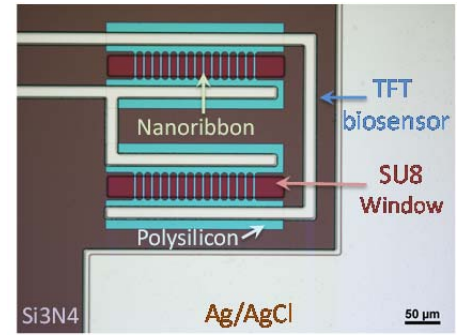 TFT
biosensor
Nanoribbon
SU8
Window
Polysilicon
Si3N4
Ag/AgCl
50 µm